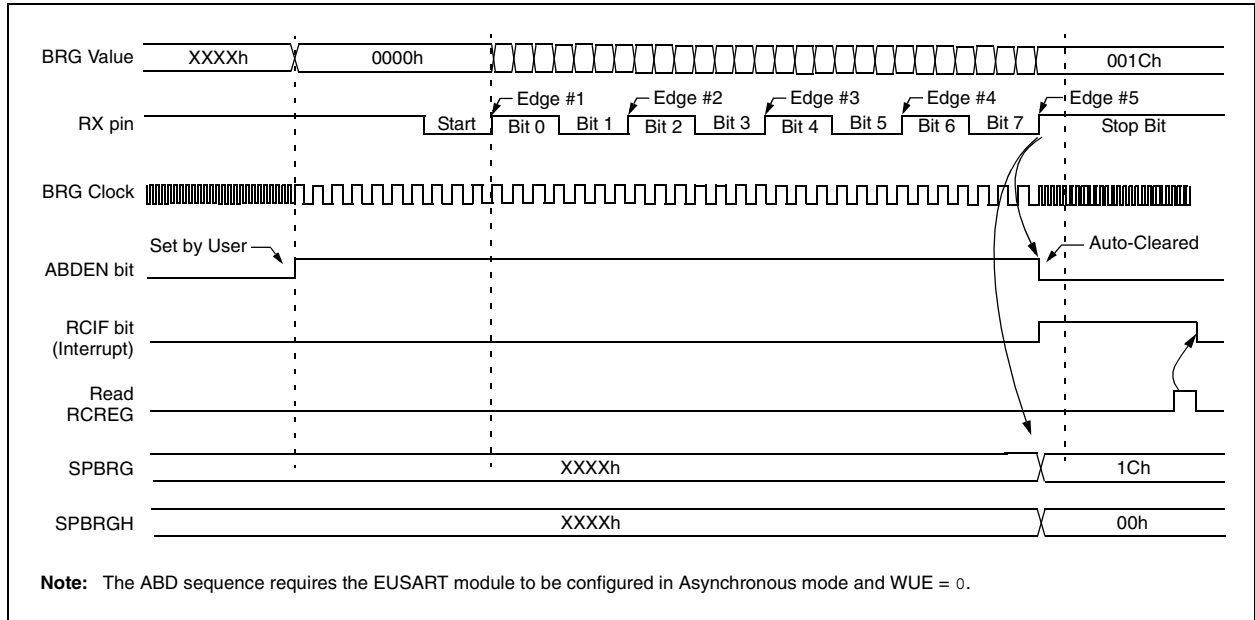 BRG Value XXXXh 0000h 001Ch
Edge #1 Edge #2 Edge #3 Edge #4 Edge #5
RX pin Start Bit 0 Bit 1 Bit 2 Bit 3 Bit 4 Bit 5 Bit 6 Bit 7 Stop Bit
BRG Clock
Set by User Auto-Cleared
ABDEN bit
RCIF bit
(Interrupt)
Read
RCREG
SPBRG XXXXh 1Ch
SPBRGH XXXXh 00h
Note: The ABD sequence requires the EUSART module to be configured in Asynchronous mode and WUE = 0.